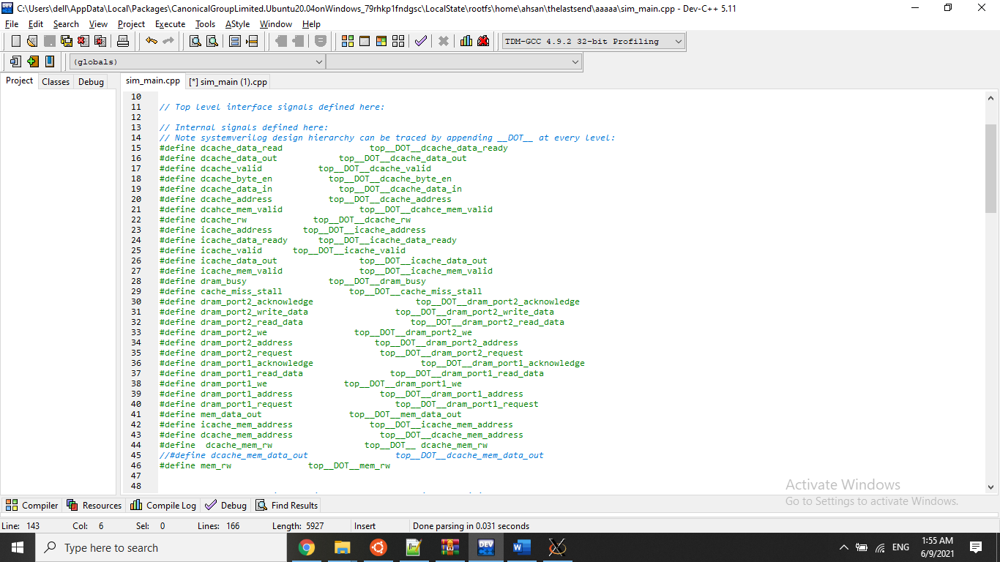 C:\Users\dell\AppData\Local\Packages\CanonicalGroupLimited.Ubuntu20.04onWindows_79rhkp1fndgsc\LocalState\rootfs\home\ahsan\thelastsend\aaaaa\sim_main.cpp - Dev-C++ 5.11
File Edit Search View Project Execute Tools AStyle Window Help
TDM-GCC 4.9.2 32-bit Profiling
(globals)
Project Classes Debug sim_main.cpp [*] sim_main (1).cpp
10
11 // Top level interface signals defined here:
12
13 // Internal signals defined here:
14 // Note systemverilog design hierarchy can be traced by appending __DOT__ at every level:
15 #define dcache_data_read top__DOT__dcache_data_ready
16 #define dcache_data_out top__DOT__dcache_data_out
17 #define dcache_valid top__DOT__dcache_valid
18 #define dcache_byte_en top__DOT__dcache_byte_en
19 #define dcache_data_in top__DOT__dcache_data_in
20 #define dcache_address top__DOT__dcache_address
21 #define dcahce_mem_valid top__DOT__dcahce_mem_valid
22 #define dcache_rw top__DOT__dcache_rw
23 #define icache_address top__DOT__icache_address
24 #define icache_data_ready top__DOT__icache_data_ready
25 #define icache_valid top__DOT__icache_valid
26 #define icache_data_out top__DOT__icache_data_out
27 #define icache_mem_valid top__DOT__icache_mem_valid
28 #define dram_busy top__DOT__dram_busy
29 #define cache_miss_stall top__DOT__cache_miss_stall
30 #define dram_port2_acknowledge top__DOT__dram_port2_acknowledge
31 #define dram_port2_write_data top__DOT__dram_port2_write_data
32 #define dram_port2_read_data top__DOT__dram_port2_read_data
33 #define dram_port2_we top__DOT__dram_port2_we
34 #define dram_port2_address top__DOT__dram_port2_address
35 #define dram_port2_request top__DOT__dram_port2_request
36 #define dram_port1_acknowledge top__DOT__dram_port1_acknowledge
37 #define dram_port1_read_data top__DOT__dram_port1_read_data
38 #define dram_port1_we top__DOT__dram_port1_we
39 #define dram_port1_address top__DOT__dram_port1_address
40 #define dram_port1_request top__DOT__dram_port1_request
41 #define mem_data_out top__DOT__mem_data_out
42 #define icache_mem_address top__DOT__icache_mem_address
43 #define dcache_mem_address top__DOT__dcache_mem_address
44 #define dcache_mem_rw top__DOT__ dcache_mem_rw
45 //#define dcache_mem_data_out top__DOT__dcache_mem_data_out
46 #define mem_rw top__DOT__mem_rw
47
48
Activate Windows
Go to Settings to activate Windows.
Compiler Resources Compile Log Debug Find Results
Line: 143 Col: 6 Sel: 0 Lines: 166 Length: 5927 Insert Done parsing in 0.031 seconds
Type here to search
DEV
ENG
1:55 AM
6/9/2021